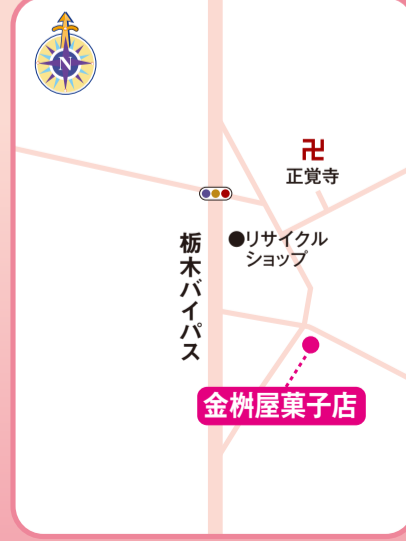 N
卍
正覚寺
リサイクル
ショップ
栃木バイパス
金桝屋菓子店